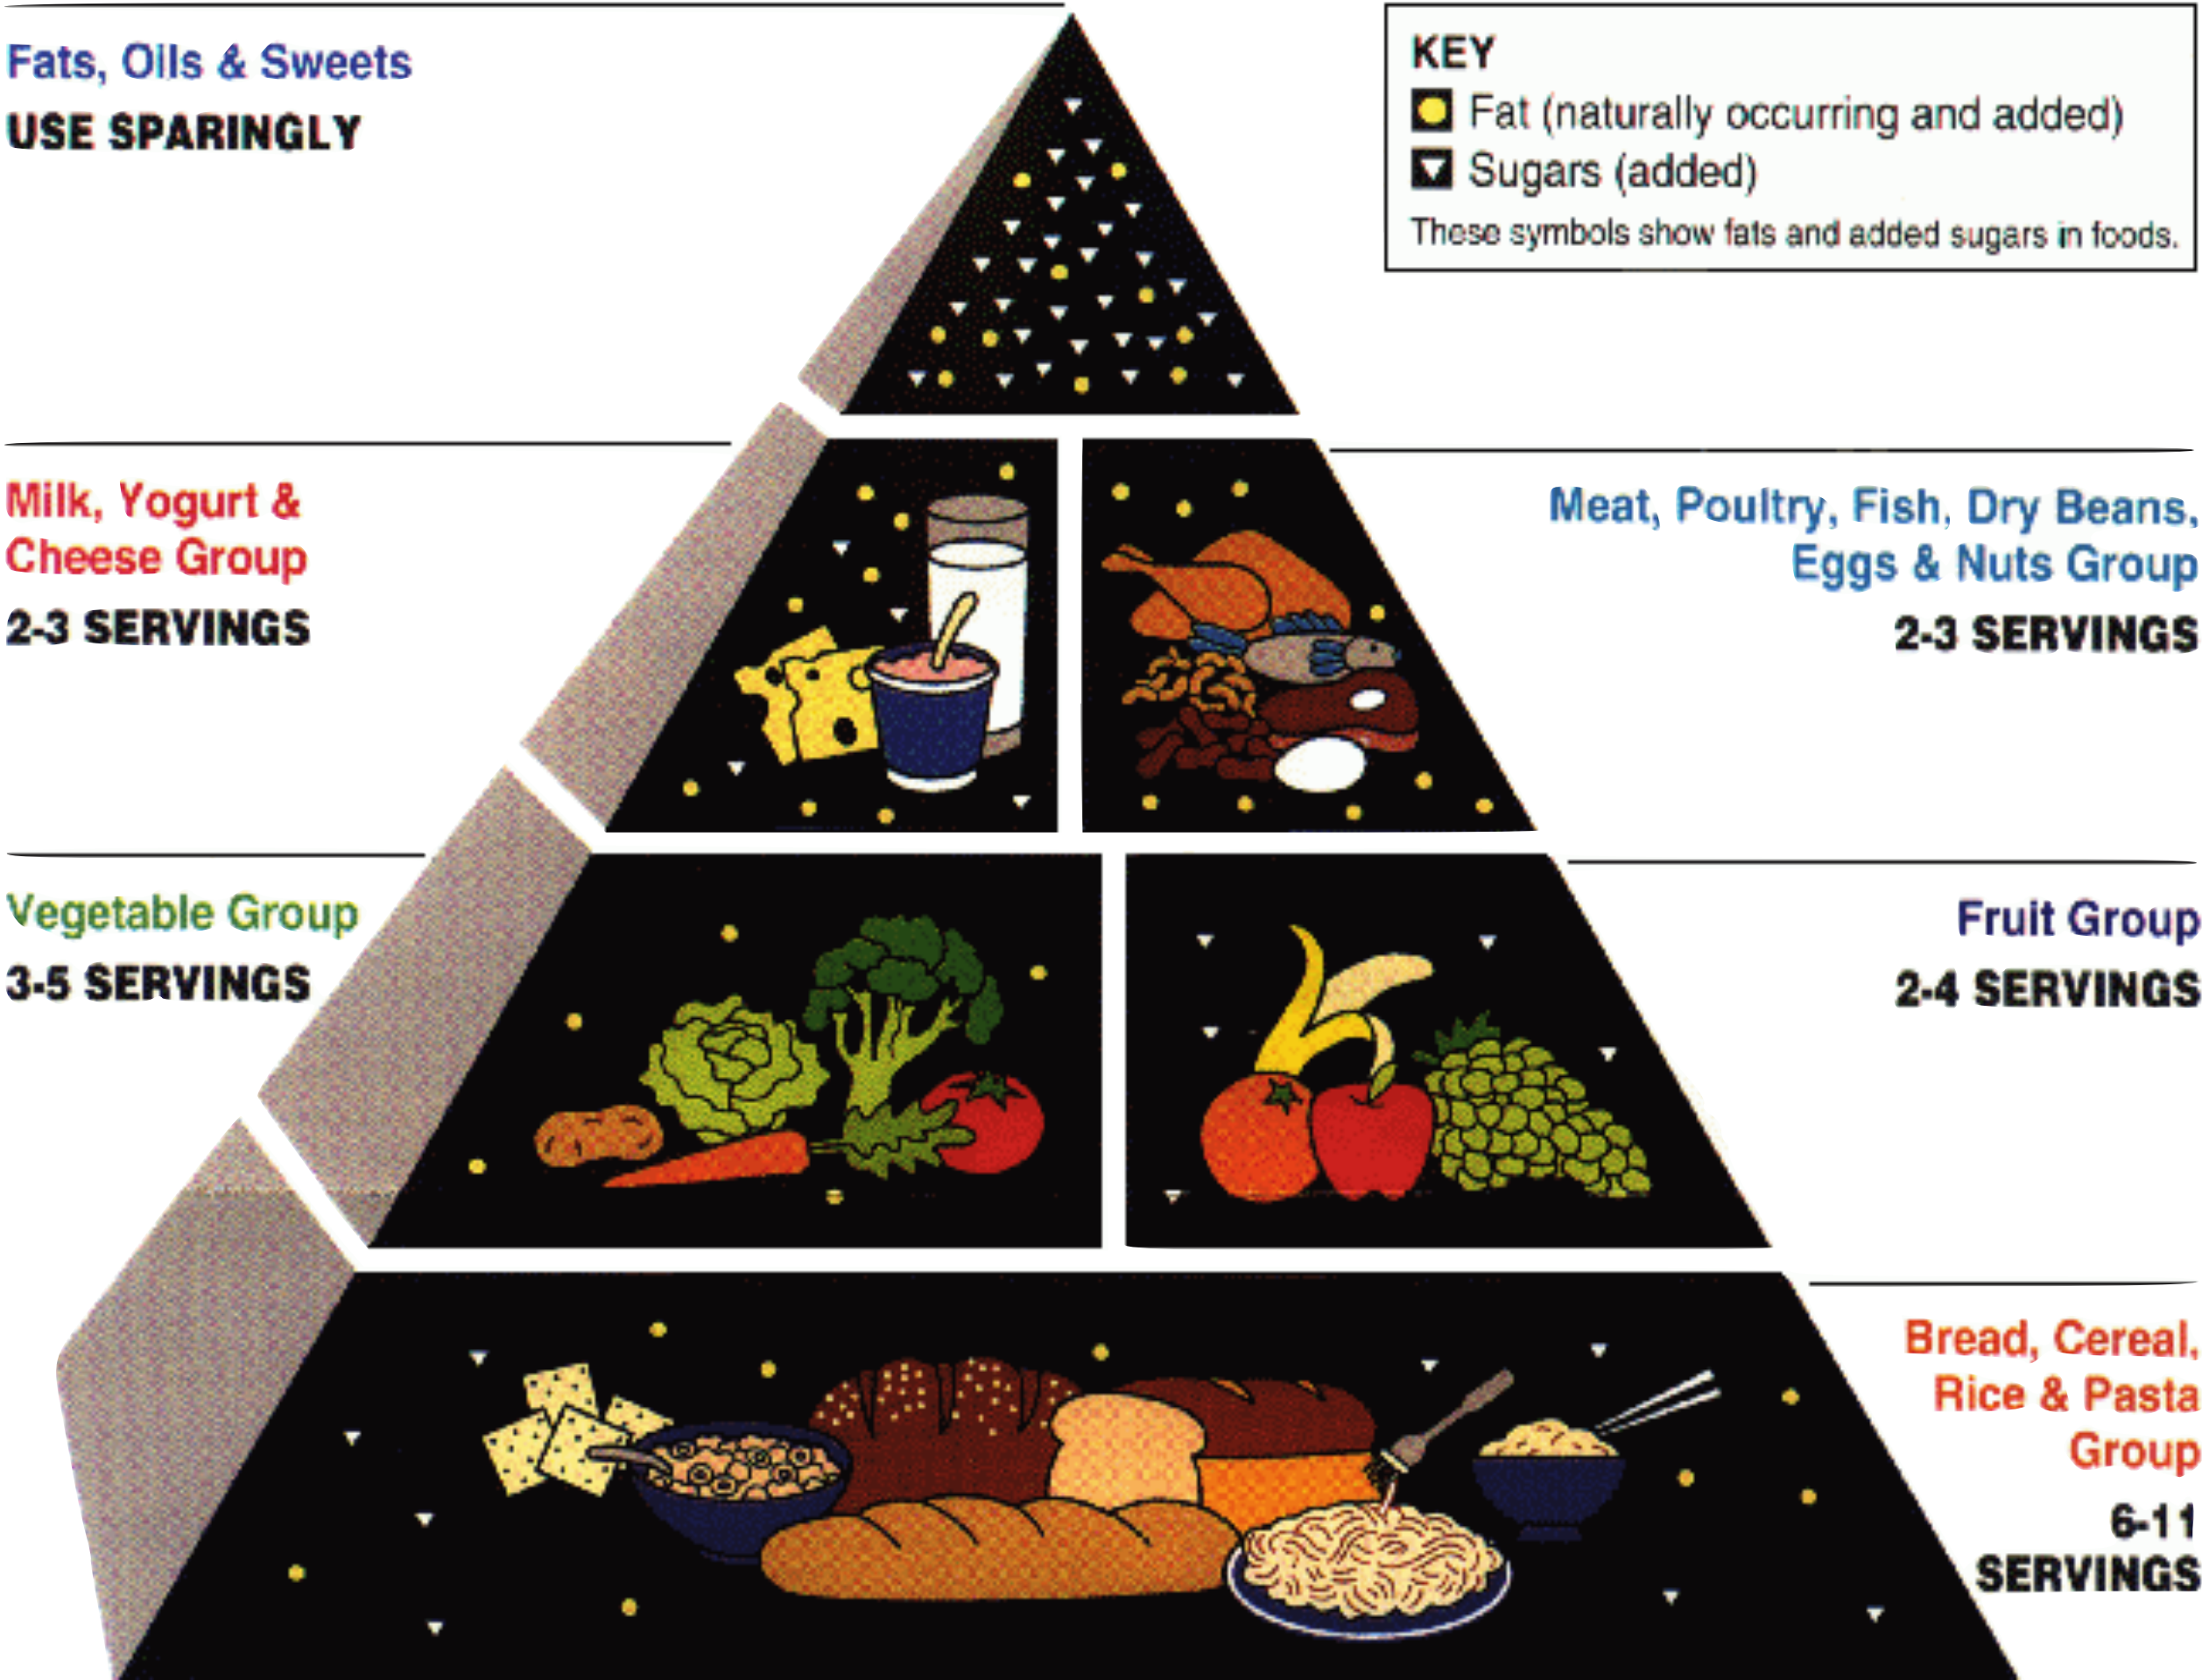 Fats, Oils & Sweets
USE SPARINGLY
KEY
Fat (naturally occurring and added)
Sugars (added)
These symbols show fats and added sugars in foods.
Milk, Yogurt &
Cheese Group
2-3 SERVINGS
Meat, Poultry, Fish, Dry Beans,
Eggs & Nuts Group
2-3 SERVINGS
Vegetable Group
3-5 SERVINGS
Fruit Group
2-4 SERVINGS
Bread, Cereal,
Rice & Pasta
Group
6-11
SERVINGS